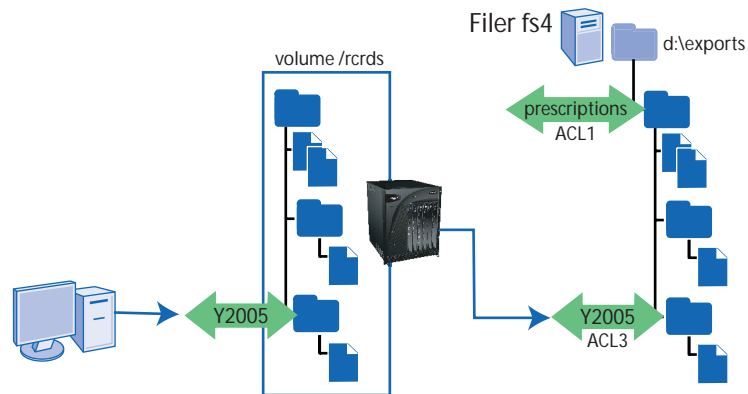 Filer fs4
d:\exports
volume /rcrds
prescriptions
ACL1
Y2005
Y2005
ACL3